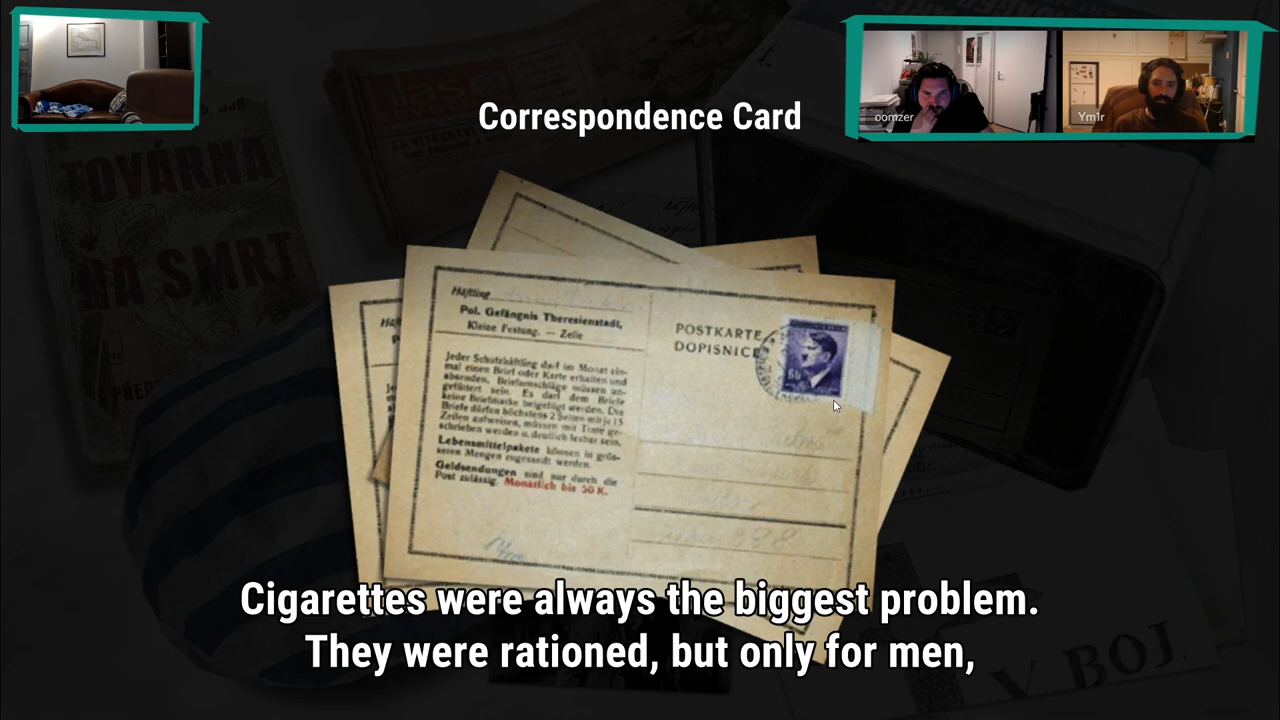 Correspondence Card
oomzer
Ym1r
TOVÁRNA
NA SMRT
Häftling
Pol. Gefängnis Theresienstadt,
Kleine Festung. — Zelle
Jeder Schutzhäftling darf im Monat ein-
mal einen Brief oder Karte erhalten und
absenden. Briefumschläge müssen un-
gefüttert sein. Es darf dem Briefe
keine Briefmarke beigefügt werden. Die
Briefe dürfen höchstens 2 Seiten mit je 15
Zeilen aufweisen, müssen mit Tinte ge-
schrieben werden u. deutlich lesbar sein.
Lebensmittelpakete können in grös-
seren Mengen zugesandt werden.
Geldsendungen sind nur durch die
Post zulässig. Monatlich bis 50 K.
POSTKARTE
DOPISNICE
60
Cigarettes were always the biggest problem.
They were rationed, but only for men,
V BOJ.